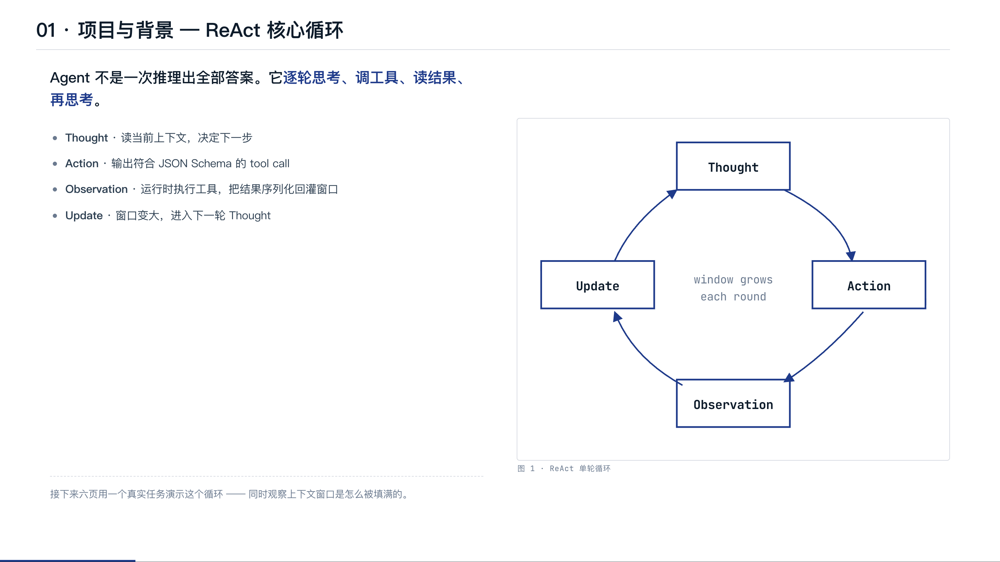 01 · 项目与背景 — ReAct 核心循环
Agent 不是一次推理出全部答案。它逐轮思考、调工具、读结果、
再思考。
Thought · 读当前上下文，决定下一步
Action · 输出符合 JSON Schema 的 tool call
Observation · 运行时执行工具，把结果序列化回灌窗口
Update · 窗口变大，进入下一轮 Thought
接下来六页用一个真实任务演示这个循环 —— 同时观察上下文窗口是怎么被填满的。
Thought
Update
window grows
each round
Action
Observation
图 1 · ReAct 单轮循环